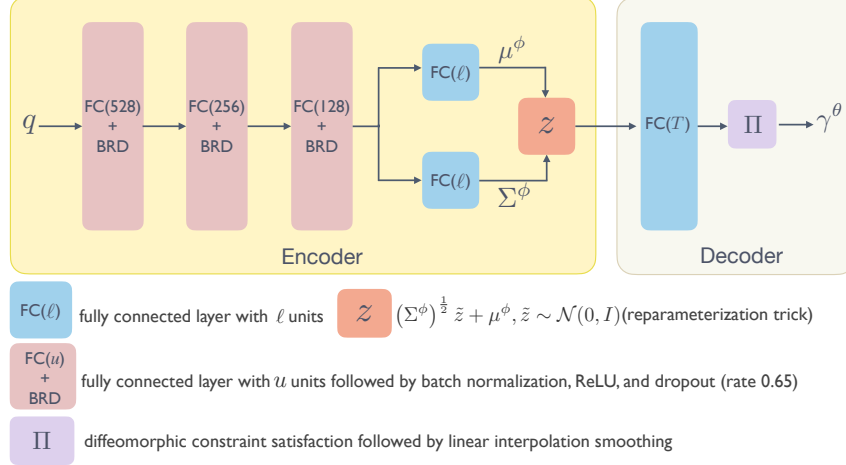 q
FC(528)
+
BRD
FC(256)
+
BRD
FC(128)
+
BRD
FC(ℓ)
μ^ϕ
FC(ℓ)
Σ^ϕ
z
Encoder
FC(T)
Π
γ^θ
Decoder
FC(ℓ) fully connected layer with ℓ units
z (Σ^ϕ)^{1/2} z̃ + μ^ϕ, z̃ ∼ 𝒩(0, I)(reparameterization trick)
FC(u)
+
BRD
fully connected layer with u units followed by batch normalization, ReLU, and dropout (rate 0.65)
Π diffeomorphic constraint satisfaction followed by linear interpolation smoothing